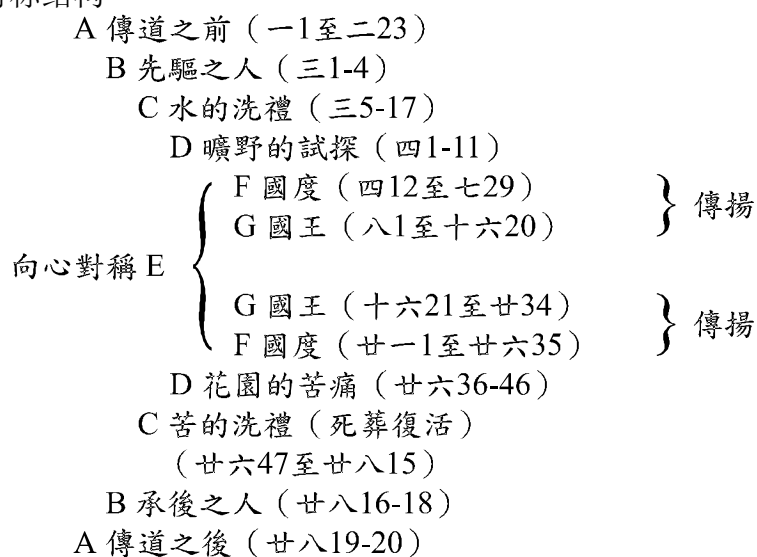 A 傳道之前（一1至二23）
B 先驅之人（三1-4）
C 水的洗禮（三5-17）
D 曠野的試探（四1-11）
F 國度（四12至七29）
G 國王（八1至十六20）
傳揚
向心對稱 E
G 國王（十六21至廿34）
F 國度（廿一1至廿六35）
傳揚
D 花園的苦痛（廿六36-46）
C 苦的洗禮（死葬復活）
（廿六47至廿八15）
B 承後之人（廿八16-18）
A 傳道之後（廿八19-20）